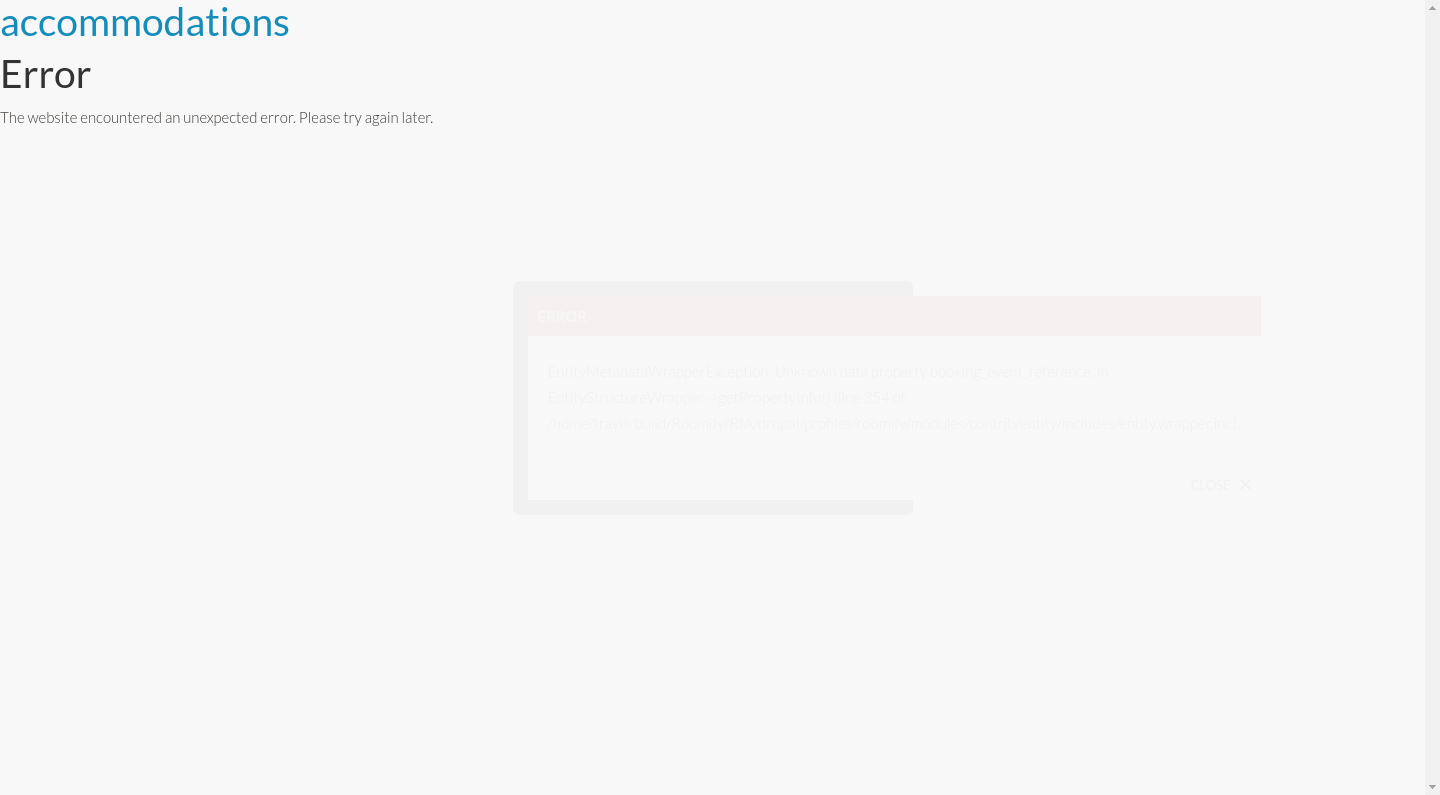 accommodations
Error
The website encountered an unexpected error. Please try again later.
ERROR
EntityMetadataWrapperException: Unknown data property booking_event_reference. in
EntityStructureWrapper->getPropertyInfo() (line 354 of
/home/travis/build/Roomify/RM/drupal/profiles/roomify/modules/contrib/entity/includes/entity.wrapper.inc).
CLOSE